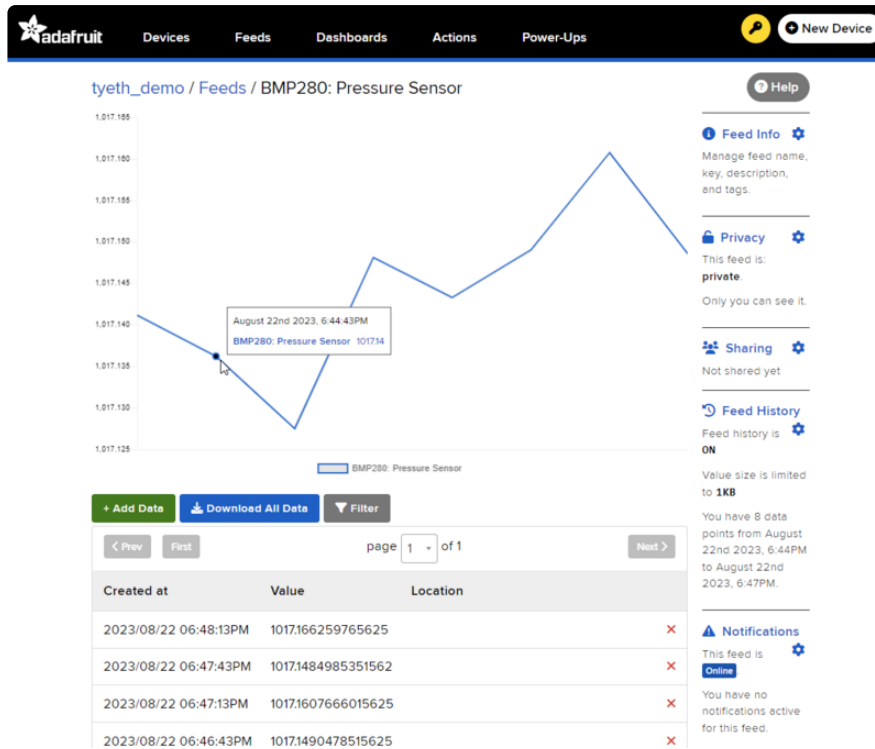 adafruit Devices Feeds Dashboards Actions Power-Ups New Device
tyeth_demo / Feeds / BMP280: Pressure Sensor
Help
1,017.165
1,017.160
1,017.155
1,017.150
1,017.145
1,017.140
1,017.135
1,017.130
1,017.125
August 22nd 2023, 6:44:43PM
BMP280: Pressure Sensor 1017.14
BMP280: Pressure Sensor
+ Add Data Download All Data Filter
< Prev First page 1 of 1 Next >
Created at Value Location
2023/08/22 06:48:13PM 1017.166259765625
2023/08/22 06:47:43PM 1017.1484985351562
2023/08/22 06:47:13PM 1017.1607666015625
2023/08/22 06:46:43PM 1017.1490478515625
Feed Info
Manage feed name,
key, description,
and tags.
Privacy
This feed is:
private.
Only you can see it.
Sharing
Not shared yet
Feed History
Feed history is
ON
Value size is limited
to 1KB
You have 8 data
points from August
22nd 2023, 6:44PM
to August 22nd
2023, 6:47PM.
Notifications
This feed is
Online
You have no
notifications active
for this feed.